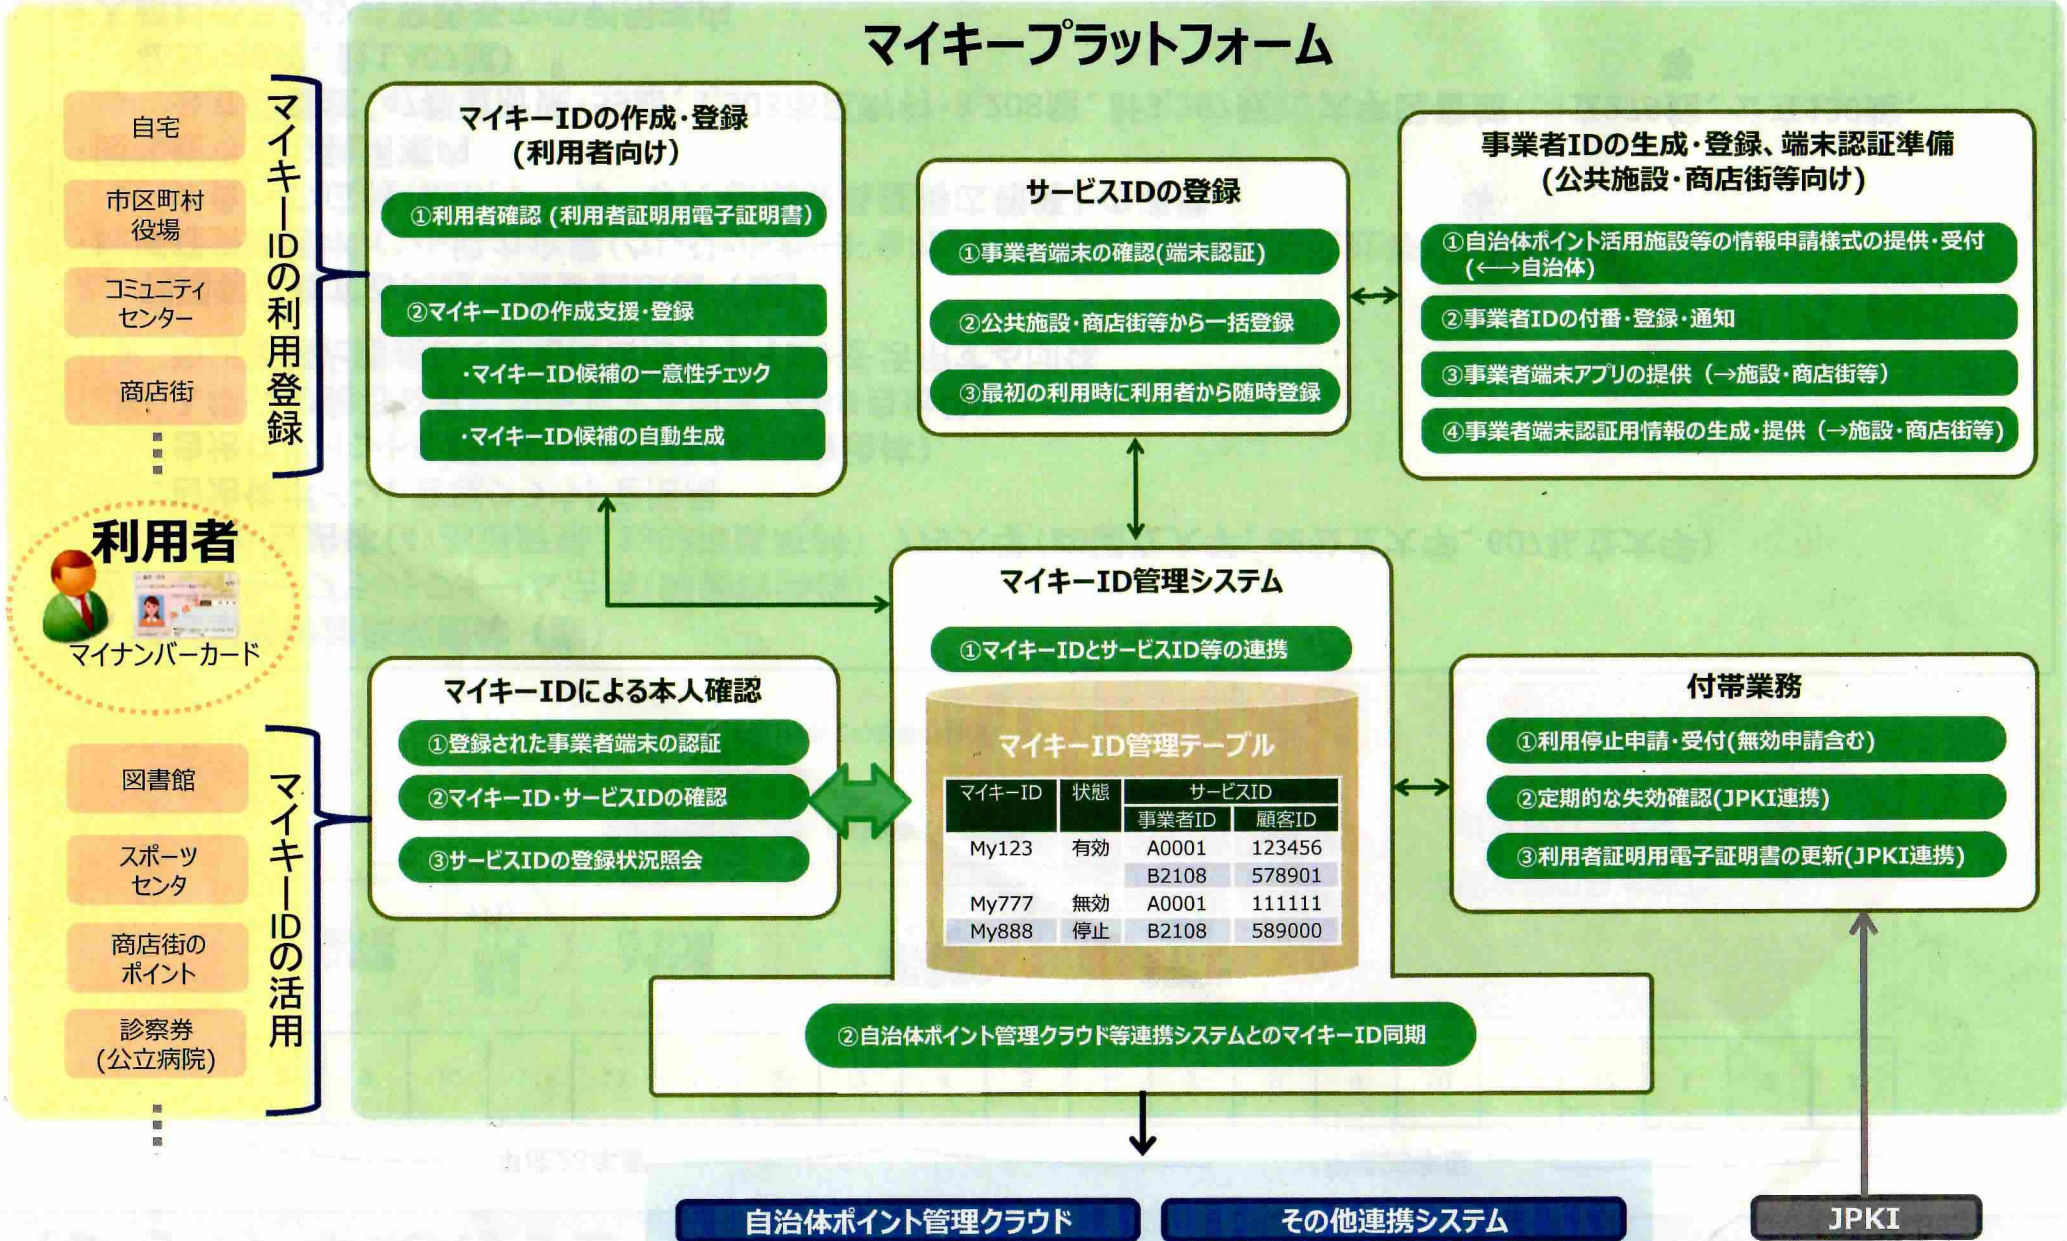 マイキープラットフォーム
マイキーIDの利用登録
自宅
市区町村
役場
コミュニティ
センター
商店街
利用者
マイナンバーカード
マイキーIDの活用
図書館
スポーツ
センタ
商店街の
ポイント
診察券
(公立病院)
マイキーIDの作成・登録
(利用者向け)
①利用者確認 (利用者証明用電子証明書)
②マイキーIDの作成支援・登録
・マイキーID候補の一意性チェック
・マイキーID候補の自動生成
サービスIDの登録
①事業者端末の確認(端末認証)
②公共施設・商店街等から一括登録
③最初の利用時に利用者から随時登録
事業者IDの生成・登録、端末認証準備
(公共施設・商店街等向け)
①自治体ポイント活用施設等の情報申請様式の提供・受付
(←→自治体)
②事業者IDの付番・登録・通知
③事業者端末アプリの提供 (→施設・商店街等)
④事業者端末認証用情報の生成・提供 (→施設・商店街等)
マイキーIDによる本人確認
①登録された事業者端末の認証
②マイキーID・サービスIDの確認
③サービスIDの登録状況照会
マイキーID管理システム
①マイキーIDとサービスID等の連携
マイキーID管理テーブル
マイキーID 状態 サービスID
事業者ID 顧客ID
My123 有効 A0001 123456
B2108 578901
My777 無効 A0001 111111
My888 停止 B2108 589000
②自治体ポイント管理クラウド等連携システムとのマイキーID同期
付帯業務
①利用停止申請・受付(無効申請含む)
②定期的な失効確認(JPKI連携)
③利用者証明用電子証明書の更新(JPKI連携)
自治体ポイント管理クラウド
その他連携システム
JPKI